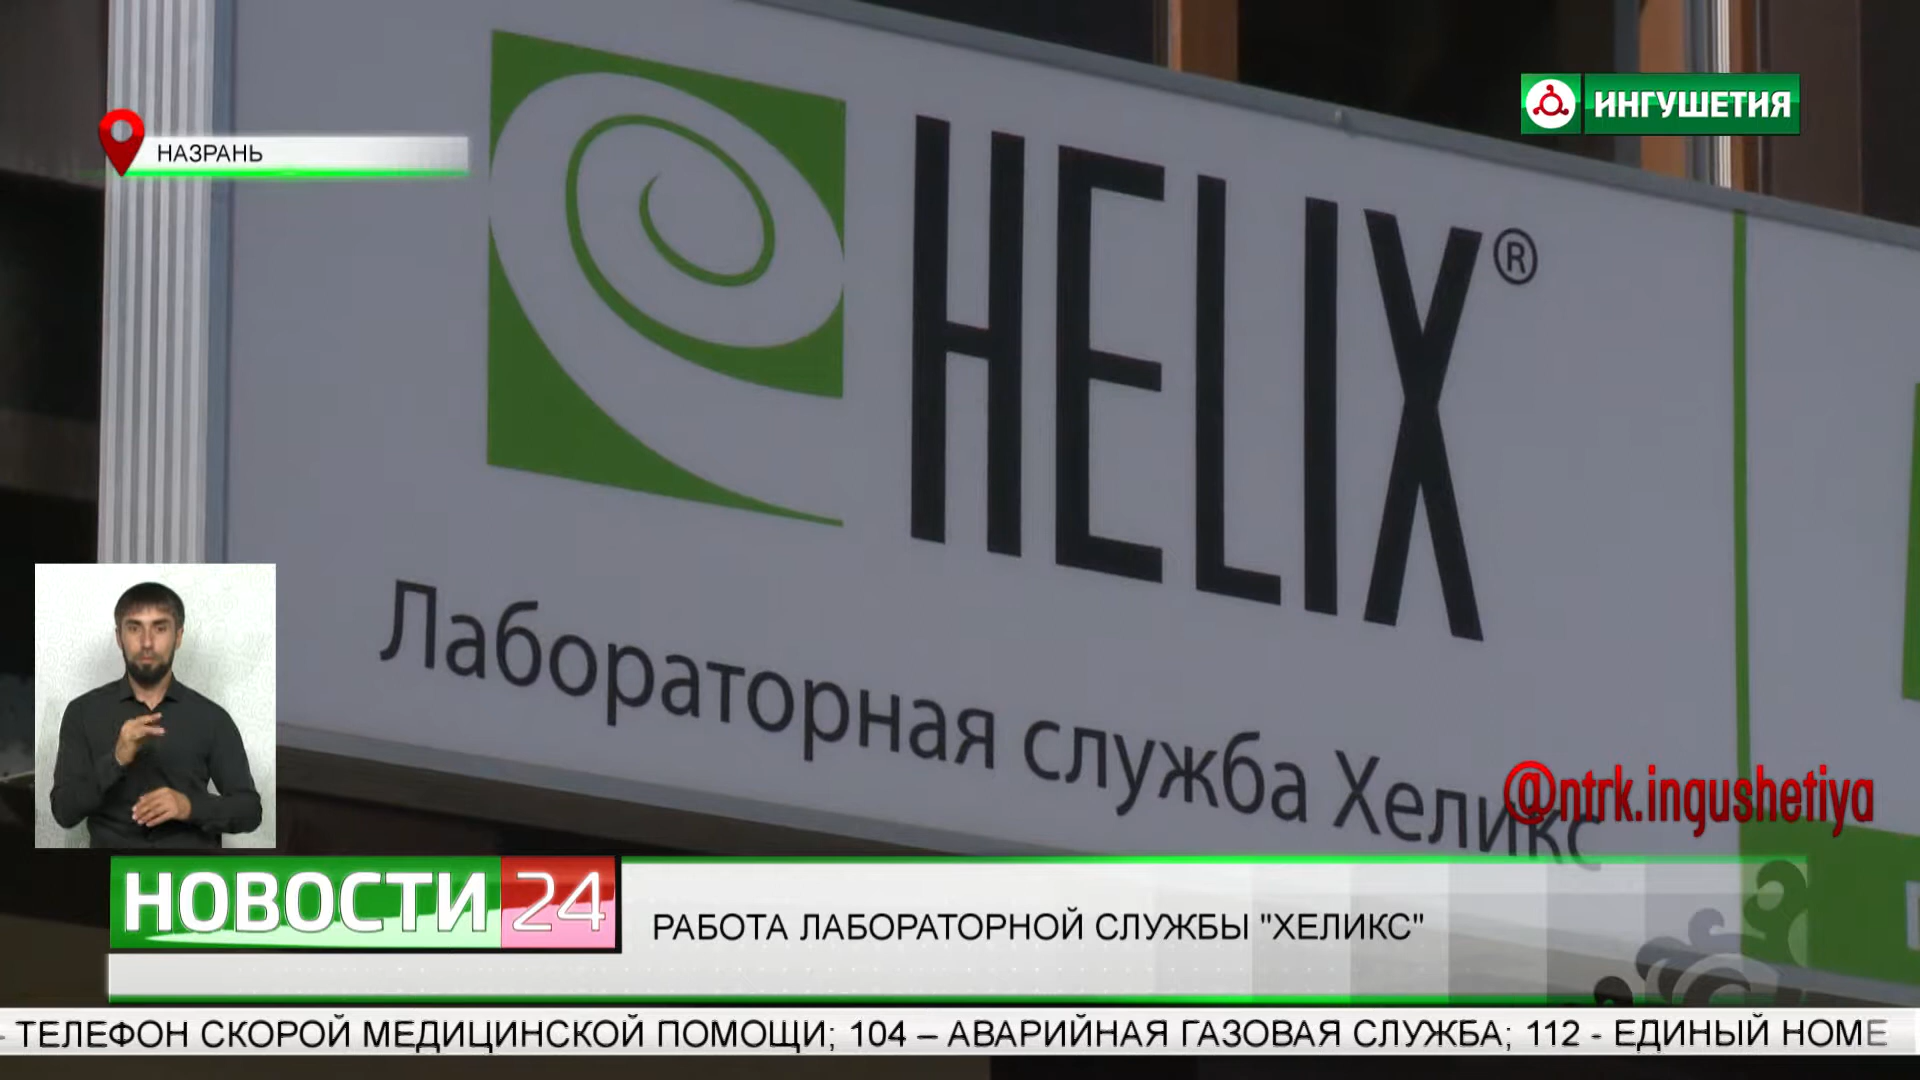 ИНГУШЕТИЯ
НАЗРАНЬ
HELIX®
Лабораторная служба Хеликс
@ntrk.ingushetiya
НОВОСТИ 24
РАБОТА ЛАБОРАТОРНОЙ СЛУЖБЫ "ХЕЛИКС"
- ТЕЛЕФОН СКОРОЙ МЕДИЦИНСКОЙ ПОМОЩИ; 104 – АВАРИЙНАЯ ГАЗОВАЯ СЛУЖБА; 112 - ЕДИНЫЙ НОМЕ